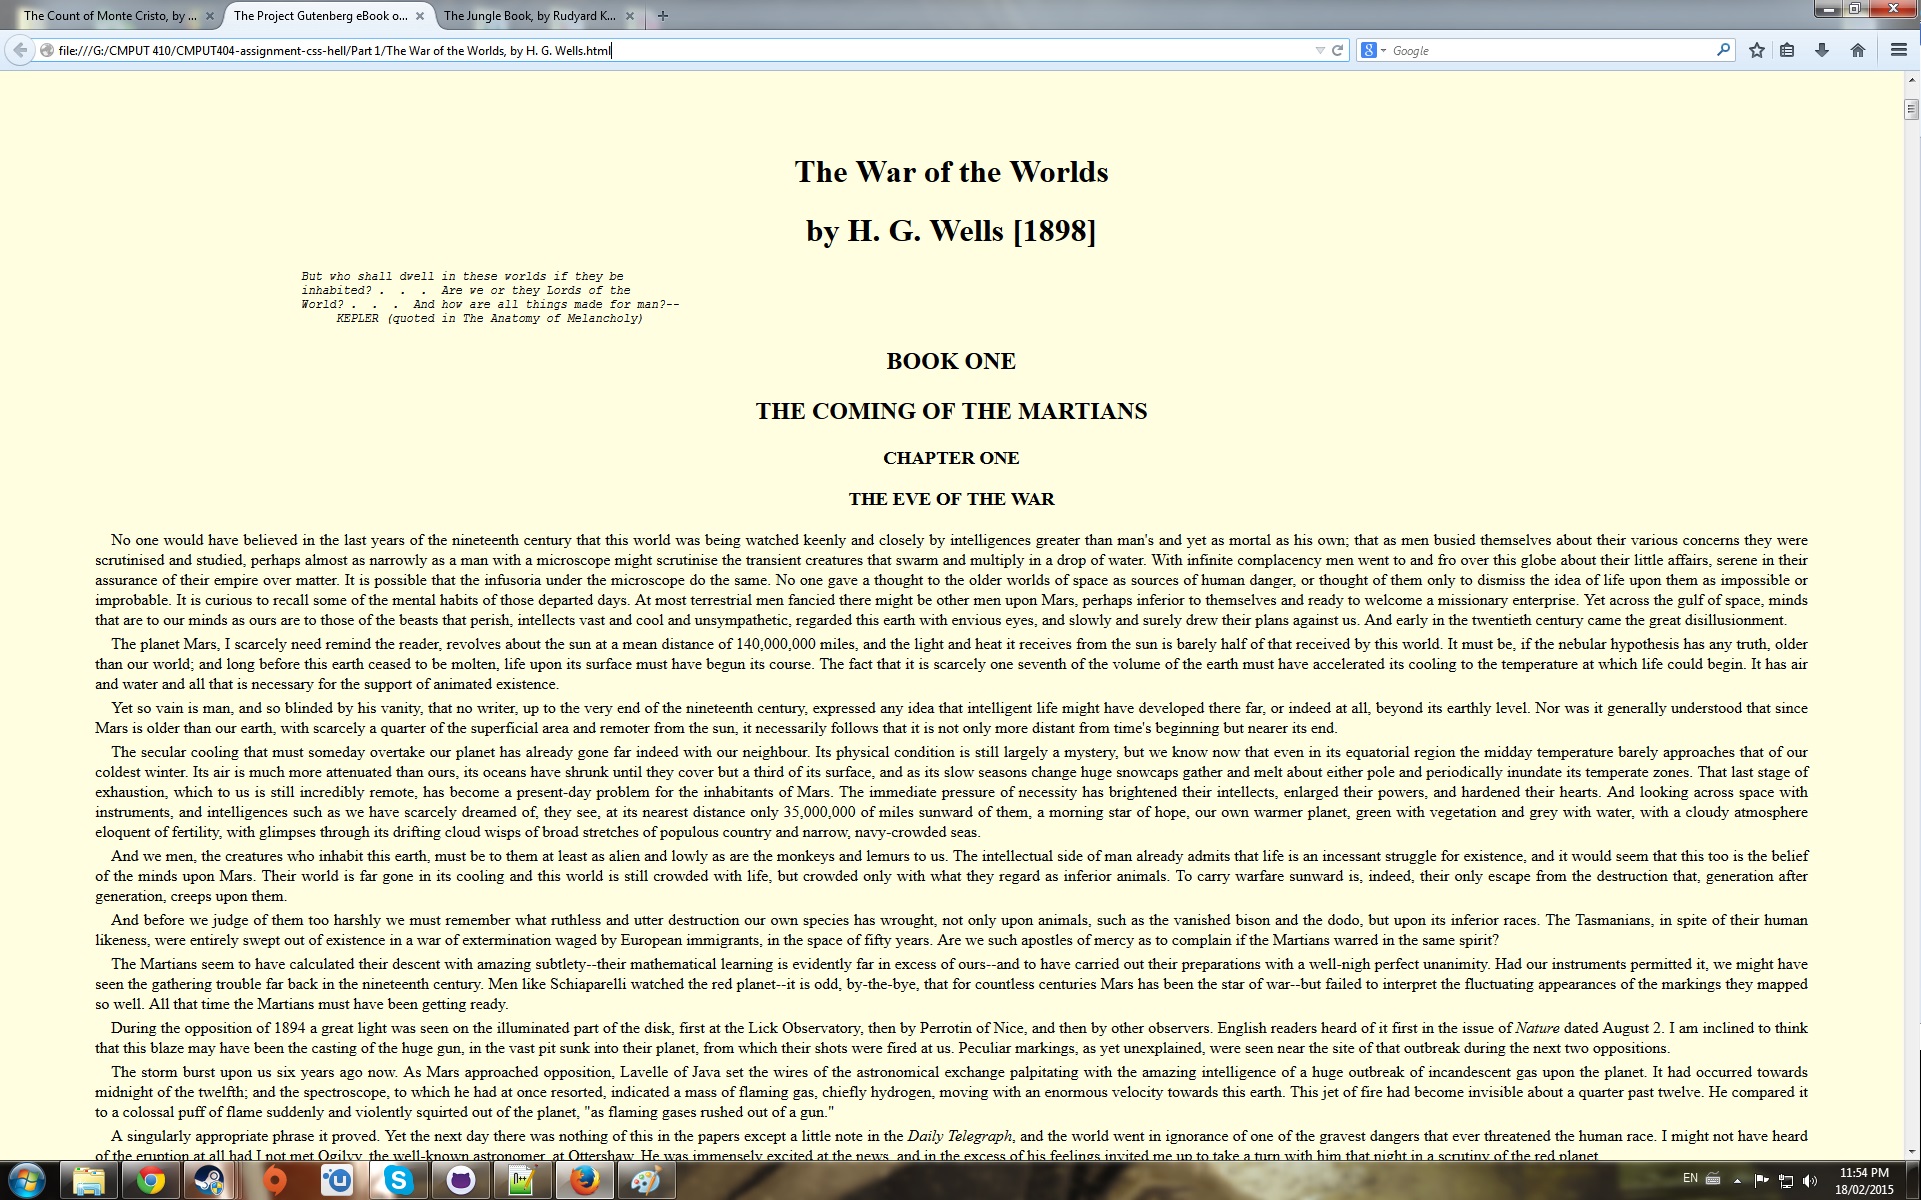 The Count of Monte Cristo, by ...
The Project Gutenberg eBook o...
The Jungle Book, by Rudyard K...
file:///G:/CMPUT 410/CMPUT404-assignment-css-hell/Part 1/The War of the Worlds, by H. G. Wells.html
Google
The War of the Worlds
by H. G. Wells [1898]
But who shall dwell in these worlds if they be
inhabited? . . . Are we or they Lords of the
World? . . . And how are all things made for man?--
KEPLER (quoted in The Anatomy of Melancholy)
BOOK ONE
THE COMING OF THE MARTIANS
CHAPTER ONE
THE EVE OF THE WAR
No one would have believed in the last years of the nineteenth century that this world was being watched keenly and closely by intelligences greater than man's and yet as mortal as his own; that as men busied themselves about their various concerns they were
scrutinised and studied, perhaps almost as narrowly as a man with a microscope might scrutinise the transient creatures that swarm and multiply in a drop of water. With infinite complacency men went to and fro over this globe about their little affairs, serene in their
assurance of their empire over matter. It is possible that the infusoria under the microscope do the same. No one gave a thought to the older worlds of space as sources of human danger, or thought of them only to dismiss the idea of life upon them as impossible or
improbable. It is curious to recall some of the mental habits of those departed days. At most terrestrial men fancied there might be other men upon Mars, perhaps inferior to themselves and ready to welcome a missionary enterprise. Yet across the gulf of space, minds
that are to our minds as ours are to those of the beasts that perish, intellects vast and cool and unsympathetic, regarded this earth with envious eyes, and slowly and surely drew their plans against us. And early in the twentieth century came the great disillusionment.
The planet Mars, I scarcely need remind the reader, revolves about the sun at a mean distance of 140,000,000 miles, and the light and heat it receives from the sun is barely half of that received by this world. It must be, if the nebular hypothesis has any truth, older
than our world; and long before this earth ceased to be molten, life upon its surface must have begun its course. The fact that it is scarcely one seventh of the volume of the earth must have accelerated its cooling to the temperature at which life could begin. It has air
and water and all that is necessary for the support of animated existence.
Yet so vain is man, and so blinded by his vanity, that no writer, up to the very end of the nineteenth century, expressed any idea that intelligent life might have developed there far, or indeed at all, beyond its earthly level. Nor was it generally understood that since
Mars is older than our earth, with scarcely a quarter of the superficial area and remoter from the sun, it necessarily follows that it is not only more distant from time's beginning but nearer its end.
The secular cooling that must someday overtake our planet has already gone far indeed with our neighbour. Its physical condition is still largely a mystery, but we know now that even in its equatorial region the midday temperature barely approaches that of our
coldest winter. Its air is much more attenuated than ours, its oceans have shrunk until they cover but a third of its surface, and as its slow seasons change huge snowcaps gather and melt about either pole and periodically inundate its temperate zones. That last stage of
exhaustion, which to us is still incredibly remote, has become a present-day problem for the inhabitants of Mars. The immediate pressure of necessity has brightened their intellects, enlarged their powers, and hardened their hearts. And looking across space with
instruments, and intelligences such as we have scarcely dreamed of, they see, at its nearest distance only 35,000,000 of miles sunward of them, a morning star of hope, our own warmer planet, green with vegetation and grey with water, with a cloudy atmosphere
eloquent of fertility, with glimpses through its drifting cloud wisps of broad stretches of populous country and narrow, navy-crowded seas.
And we men, the creatures who inhabit this earth, must be to them at least as alien and lowly as are the monkeys and lemurs to us. The intellectual side of man already admits that life is an incessant struggle for existence, and it would seem that this too is the belief
of the minds upon Mars. Their world is far gone in its cooling and this world is still crowded with life, but crowded only with what they regard as inferior animals. To carry warfare sunward is, indeed, their only escape from the destruction that, generation after
generation, creeps upon them.
And before we judge of them too harshly we must remember what ruthless and utter destruction our own species has wrought, not only upon animals, such as the vanished bison and the dodo, but upon its inferior races. The Tasmanians, in spite of their human
likeness, were entirely swept out of existence in a war of extermination waged by European immigrants, in the space of fifty years. Are we such apostles of mercy as to complain if the Martians warred in the same spirit?
The Martians seem to have calculated their descent with amazing subtlety--their mathematical learning is evidently far in excess of ours--and to have carried out their preparations with a well-nigh perfect unanimity. Had our instruments permitted it, we might have
seen the gathering trouble far back in the nineteenth century. Men like Schiaparelli watched the red planet--it is odd, by-the-bye, that for countless centuries Mars has been the star of war--but failed to interpret the fluctuating appearances of the markings they mapped
so well. All that time the Martians must have been getting ready.
During the opposition of 1894 a great light was seen on the illuminated part of the disk, first at the Lick Observatory, then by Perrotin of Nice, and then by other observers. English readers heard of it first in the issue of Nature dated August 2. I am inclined to think
that this blaze may have been the casting of the huge gun, in the vast pit sunk into their planet, from which their shots were fired at us. Peculiar markings, as yet unexplained, were seen near the site of that outbreak during the next two oppositions.
The storm burst upon us six years ago now. As Mars approached opposition, Lavelle of Java set the wires of the astronomical exchange palpitating with the amazing intelligence of a huge outbreak of incandescent gas upon the planet. It had occurred towards
midnight of the twelfth; and the spectroscope, to which he had at once resorted, indicated a mass of flaming gas, chiefly hydrogen, moving with an enormous velocity towards this earth. This jet of fire had become invisible about a quarter past twelve. He compared it
to a colossal puff of flame suddenly and violently squirted out of the planet, "as flaming gases rushed out of a gun."
A singularly appropriate phrase it proved. Yet the next day there was nothing of this in the papers except a little note in the Daily Telegraph, and the world went in ignorance of one of the gravest dangers that ever threatened the human race. I might not have heard
of the eruption at all had I not met Ogilvy, the well-known astronomer, at Ottershaw. He was immensely excited at the news, and in the excess of his feelings invited me up to take a turn with him that night in a scrutiny of the red planet.
EN
11:54 PM
18/02/2015